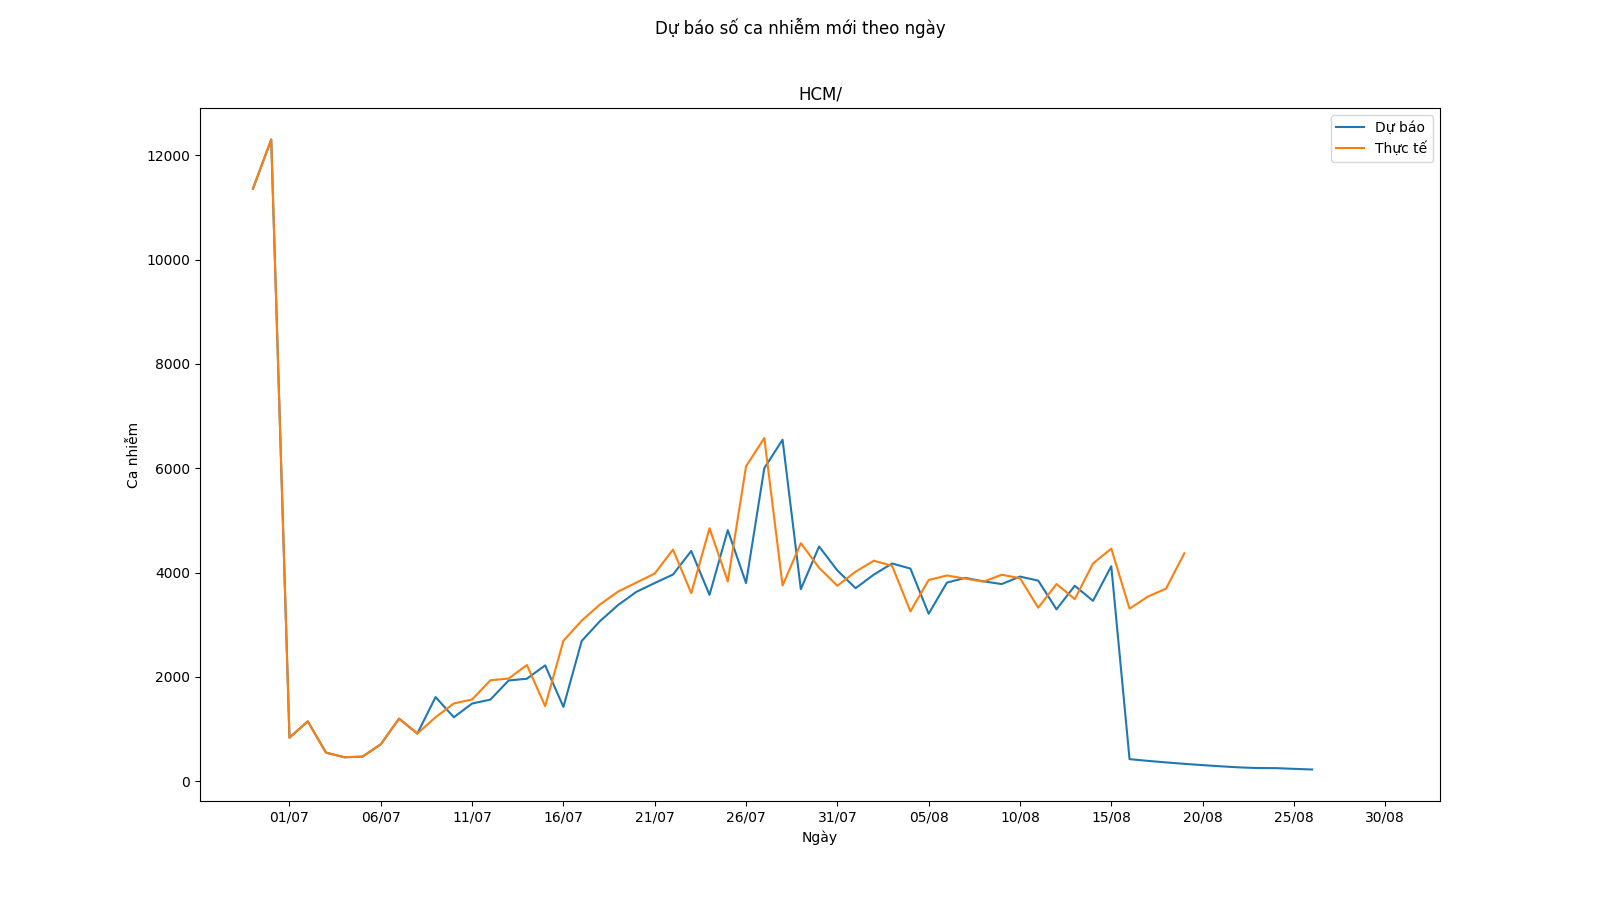 Dự báo số ca nhiễm mới theo ngày
HCM/
Dự báo
Thực tế
12000
10000
8000
6000
4000
2000
0
Ca nhiễm
01/07 06/07 11/07 16/07 21/07 26/07 31/07 05/08 10/08 15/08 20/08 25/08 30/08
Ngày